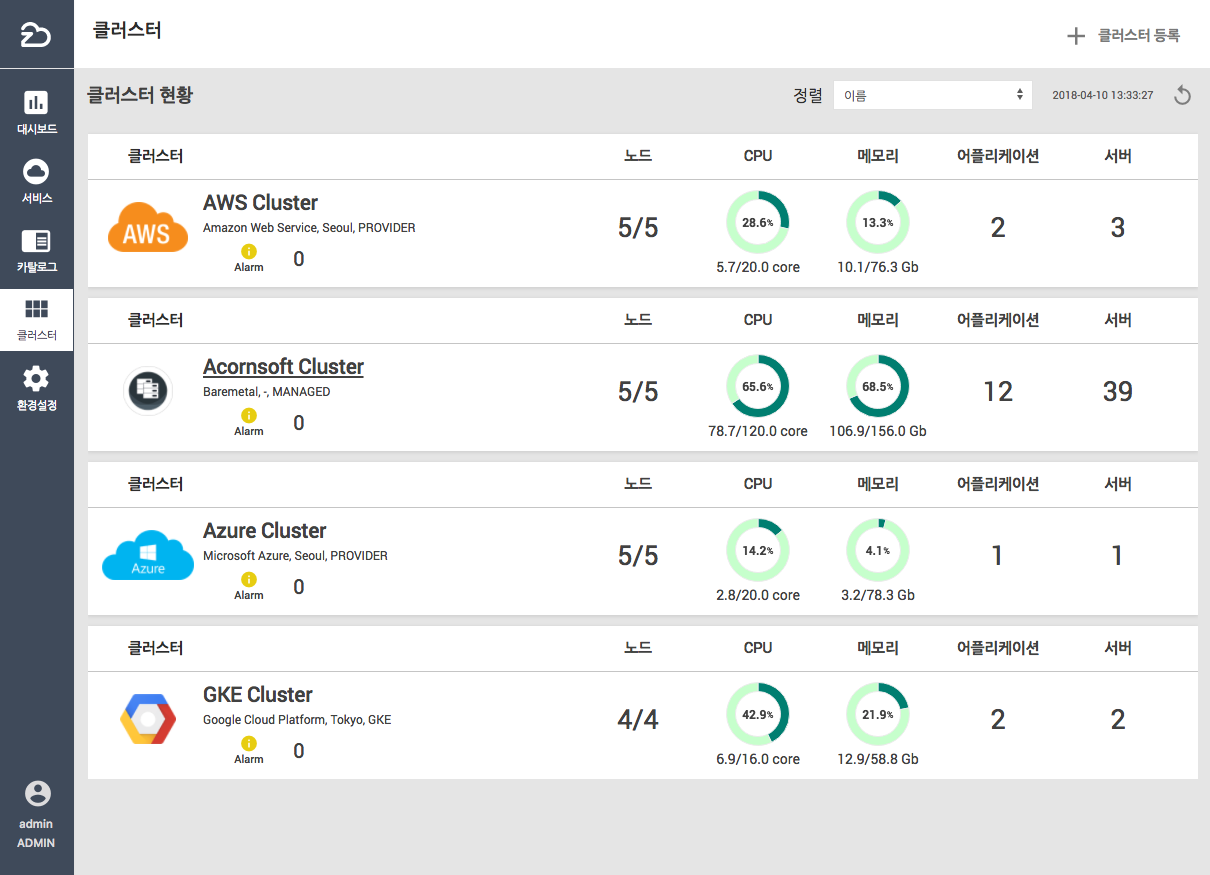 클러스터
클러스터 등록
대시보드
서비스
카탈로그
클러스터
환경설정
admin
ADMIN
클러스터 현황
정렬 이름 2018-04-10 13:33:27
클러스터 노드 CPU 메모리 어플리케이션 서버
AWS
AWS Cluster
Amazon Web Service, Seoul, PROVIDER
Alarm 0
5/5
28.6%
5.7/20.0 core
13.3%
10.1/76.3 Gb
2
3
클러스터 노드 CPU 메모리 어플리케이션 서버
Acornsoft Cluster
Baremetal, -, MANAGED
Alarm 0
5/5
65.6%
78.7/120.0 core
68.5%
106.9/156.0 Gb
12
39
클러스터 노드 CPU 메모리 어플리케이션 서버
Azure
Azure Cluster
Microsoft Azure, Seoul, PROVIDER
Alarm 0
5/5
14.2%
2.8/20.0 core
4.1%
3.2/78.3 Gb
1
1
클러스터 노드 CPU 메모리 어플리케이션 서버
GKE Cluster
Google Cloud Platform, Tokyo, GKE
Alarm 0
4/4
42.9%
6.9/16.0 core
21.9%
12.9/58.8 Gb
2
2